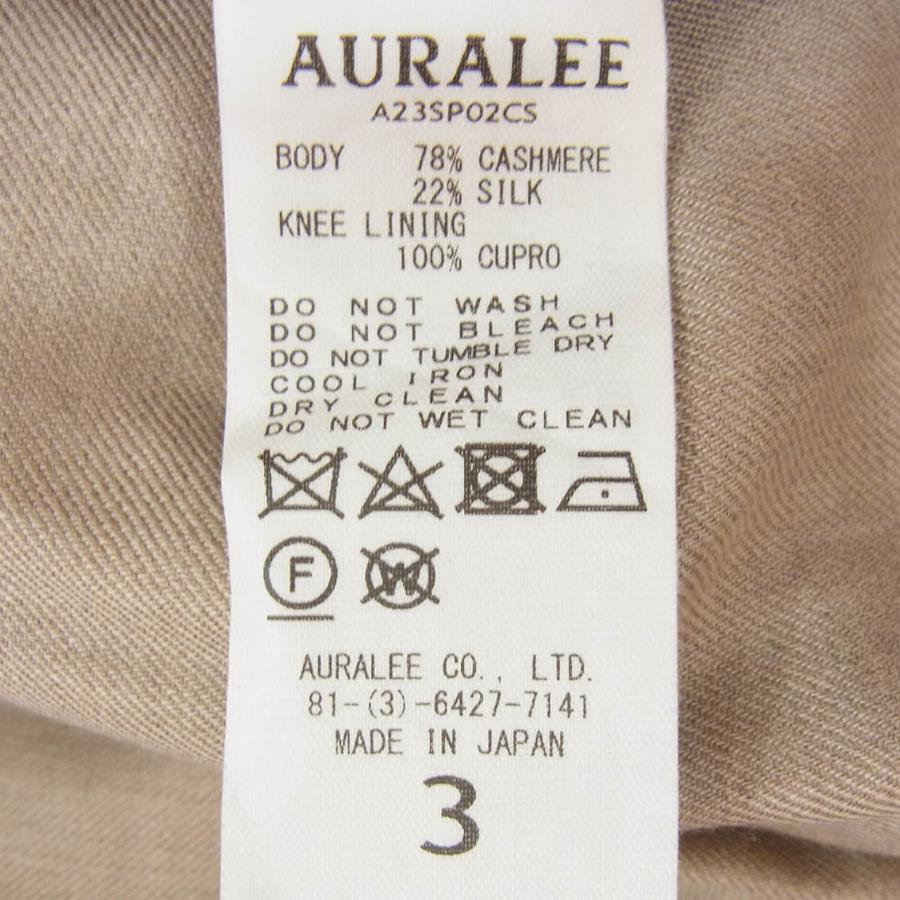 AURALEE
A23SP02CS
BODY 78% CASHMERE
22% SILK
KNEE LINING
100% CUPRO
DO NOT WASH
DO NOT BLEACH
DO NOT TUMBLE DRY
COOL IRON
DRY CLEAN
DO NOT WET CLEAN
F W
AURALEE CO., LTD.
81-(3)-6427-7141
MADE IN JAPAN
3